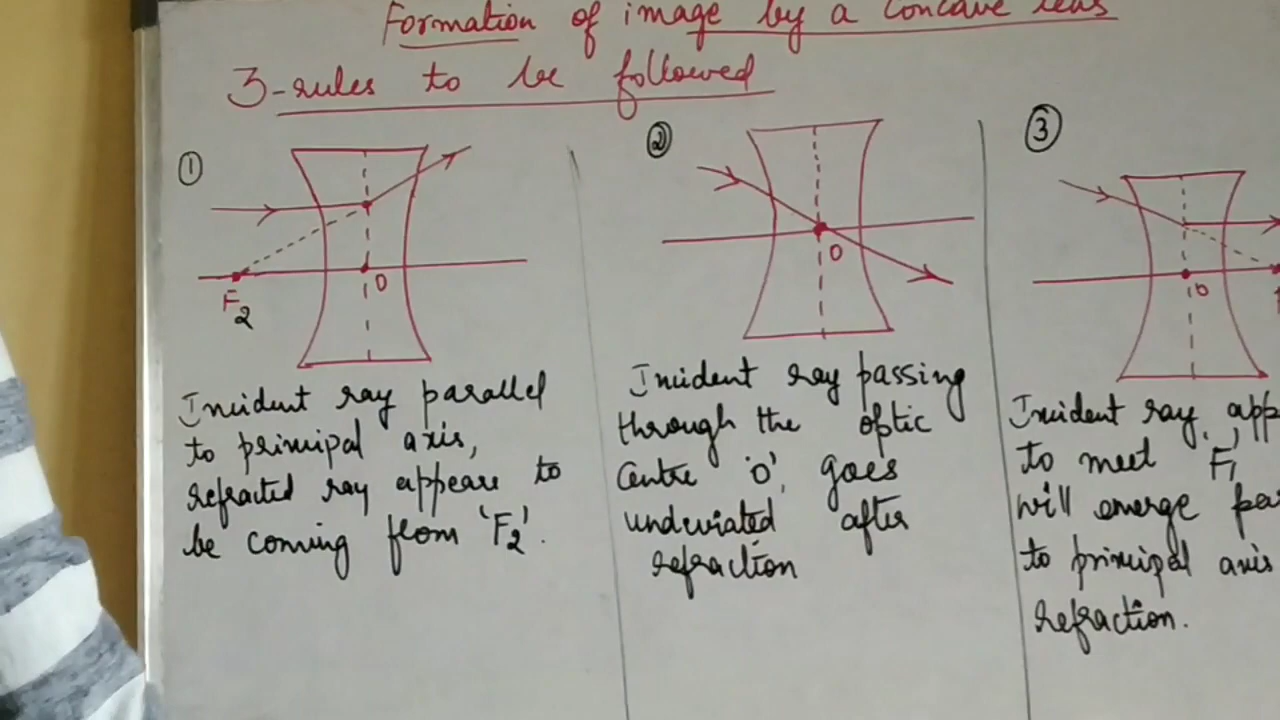 Formation of image by a Concave lens
3-rules to be followed
①
F2
O
Incident ray parallel
to principal axis,
refracted ray appears to
be coming from 'F2'.
②
O
Incident ray passing
through the optic
Centre 'O', goes
undeviated after
refraction
③
O
Incident ray,
to meet 'F1'
will emerge
to principal axis
refraction.